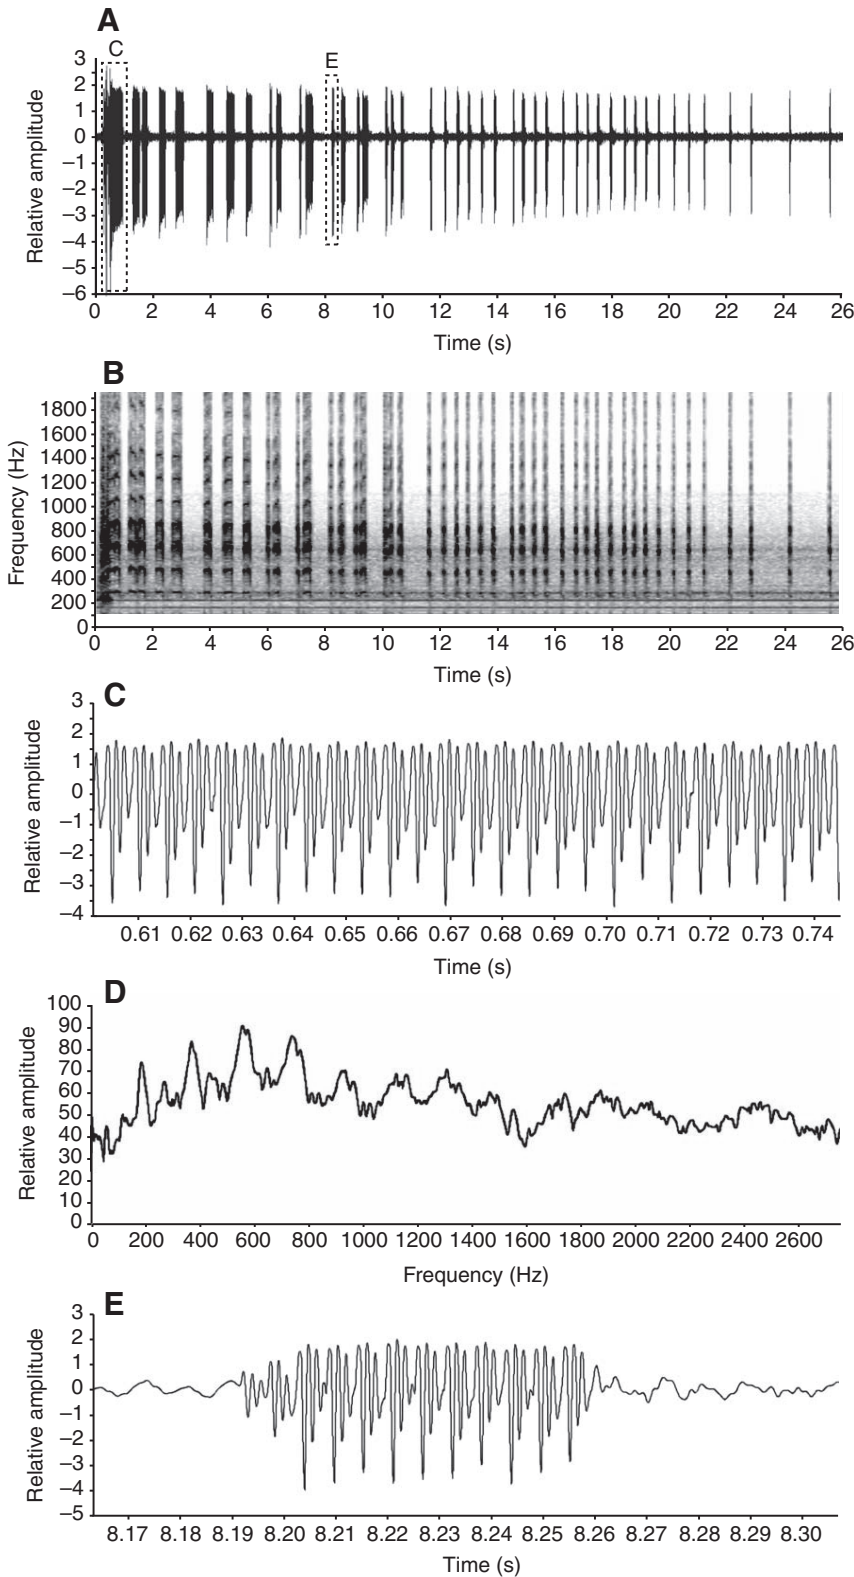 A
C
E
3
2
1
0
–1
–2
–3
–4
–5
–6
Relative amplitude
0 2 4 6 8 10 12 14 16 18 20 22 24 26
Time (s)
B
1800
1600
1400
1200
1000
800
600
400
200
0
Frequency (Hz)
0 2 4 6 8 10 12 14 16 18 20 22 24 26
Time (s)
C
3
2
1
0
–1
–2
–3
–4
Relative amplitude
0.61 0.62 0.63 0.64 0.65 0.66 0.67 0.68 0.69 0.70 0.71 0.72 0.73 0.74
Time (s)
D
100
90
80
70
60
50
40
30
20
10
0
Relative amplitude
0 200 400 600 800 1000 1200 1400 1600 1800 2000 2200 2400 2600
Frequency (Hz)
E
3
2
1
0
–1
–2
–3
–4
–5
Relative amplitude
8.17 8.18 8.19 8.20 8.21 8.22 8.23 8.24 8.25 8.26 8.27 8.28 8.29 8.30
Time (s)